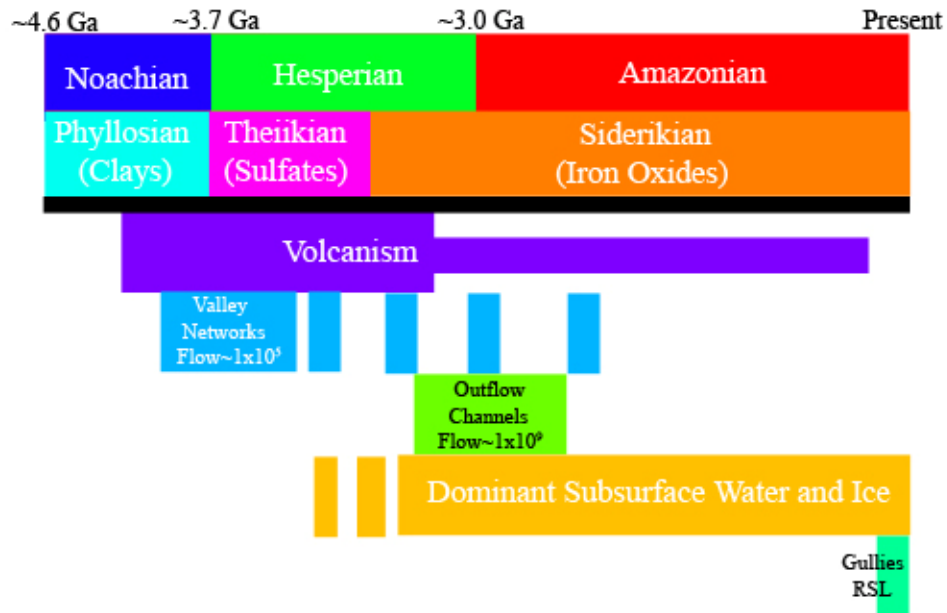 ~4.6 Ga ~3.7 Ga ~3.0 Ga Present
Noachian Hesperian Amazonian
Phyllosian Theiikian Siderikian
(Clays) (Sulfates) (Iron Oxides)
Volcanism
Valley
Networks
Flow~1x10⁵
Outflow
Channels
Flow~1x10⁹
Dominant Subsurface Water and Ice
Gullies
RSL